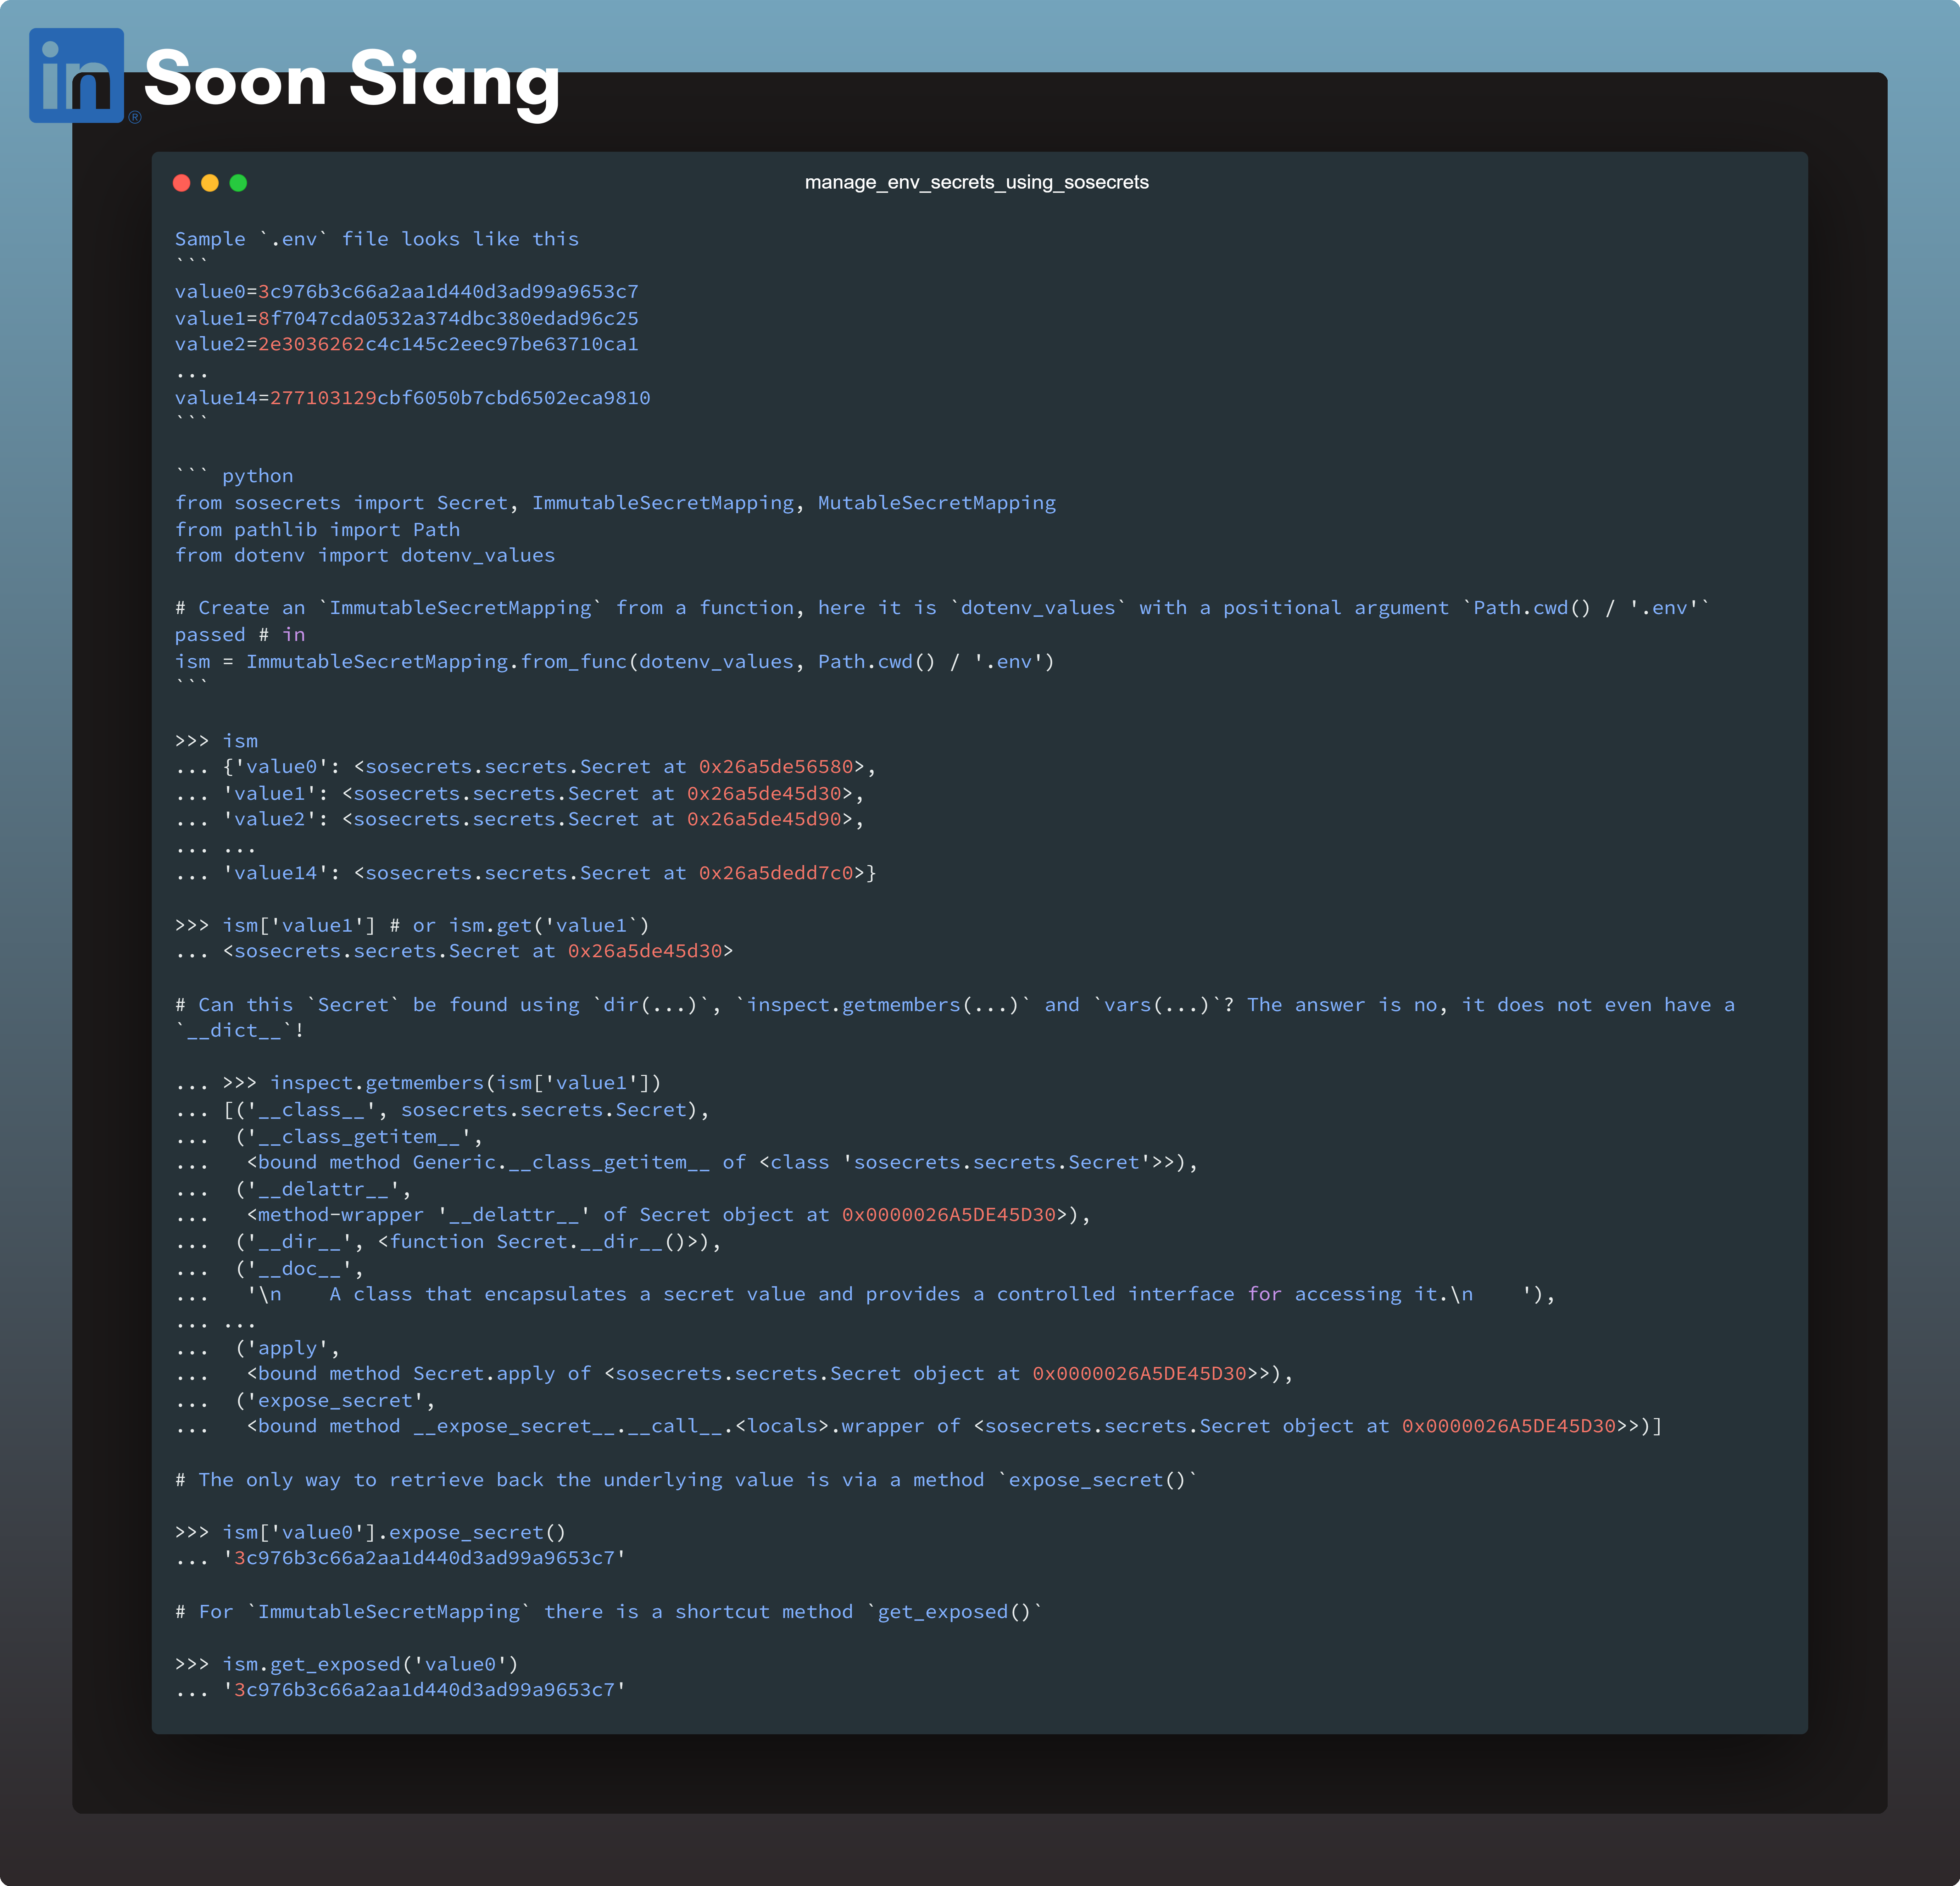 in®
Soon Siang
manage_env_secrets_using_sosecrets
Sample `.env` file looks like this
```
value0=3c976b3c66a2aa1d440d3ad99a9653c7
value1=8f7047cda0532a374dbc380edad96c25
value2=2e3036262c4c145c2eec97be63710ca1
...
value14=277103129cbf6050b7cbd6502eca9810
```
``` python
from sosecrets import Secret, ImmutableSecretMapping, MutableSecretMapping
from pathlib import Path
from dotenv import dotenv_values
# Create an `ImmutableSecretMapping` from a function, here it is `dotenv_values` with a positional argument `Path.cwd() / '.env'`
passed # in
ism = ImmutableSecretMapping.from_func(dotenv_values, Path.cwd() / '.env')
```
>>> ism
... {'value0': <sosecrets.secrets.Secret at 0x26a5de56580>,
... 'value1': <sosecrets.secrets.Secret at 0x26a5de45d30>,
... 'value2': <sosecrets.secrets.Secret at 0x26a5de45d90>,
... ...
... 'value14': <sosecrets.secrets.Secret at 0x26a5dedd7c0>}
>>> ism['value1'] # or ism.get('value1`)
... <sosecrets.secrets.Secret at 0x26a5de45d30>
# Can this `Secret` be found using `dir(...)`, `inspect.getmembers(...)` and `vars(...)`? The answer is no, it does not even have a
`__dict__`!
... >>> inspect.getmembers(ism['value1'])
... [('__class__', sosecrets.secrets.Secret),
...  ('__class_getitem__',
...   <bound method Generic.__class_getitem__ of <class 'sosecrets.secrets.Secret'>>),
...  ('__delattr__',
...   <method-wrapper '__delattr__' of Secret object at 0x0000026A5DE45D30>),
...  ('__dir__', <function Secret.__dir__()>),
...  ('__doc__',
...   '\n    A class that encapsulates a secret value and provides a controlled interface for accessing it.\n    '),
... ...
...  ('apply',
...   <bound method Secret.apply of <sosecrets.secrets.Secret object at 0x0000026A5DE45D30>>),
...  ('expose_secret',
...   <bound method __expose_secret__.__call__.<locals>.wrapper of <sosecrets.secrets.Secret object at 0x0000026A5DE45D30>>)]
# The only way to retrieve back the underlying value is via a method `expose_secret()`
>>> ism['value0'].expose_secret()
... '3c976b3c66a2aa1d440d3ad99a9653c7'
# For `ImmutableSecretMapping` there is a shortcut method `get_exposed()`
>>> ism.get_exposed('value0')
... '3c976b3c66a2aa1d440d3ad99a9653c7'